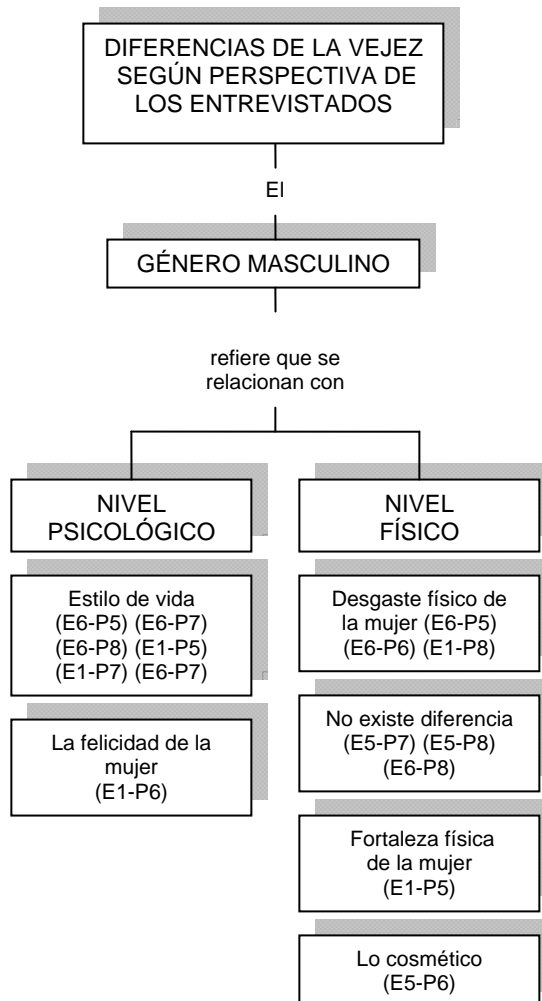 DIFERENCIAS DE LA VEJEZ
SEGÚN PERSPECTIVA DE
LOS ENTREVISTADOS
El
GÉNERO MASCULINO
refiere que se
relacionan con
NIVEL
PSICOLÓGICO
Estilo de vida
(E6-P5) (E6-P7)
(E6-P8) (E1-P5)
(E1-P7) (E6-P7)
La felicidad de la
mujer
(E1-P6)
NIVEL
FÍSICO
Desgaste físico de
la mujer (E6-P5)
(E6-P6) (E1-P8)
No existe diferencia
(E5-P7) (E5-P8)
(E6-P8)
Fortaleza física
de la mujer
(E1-P5)
Lo cosmético
(E5-P6)